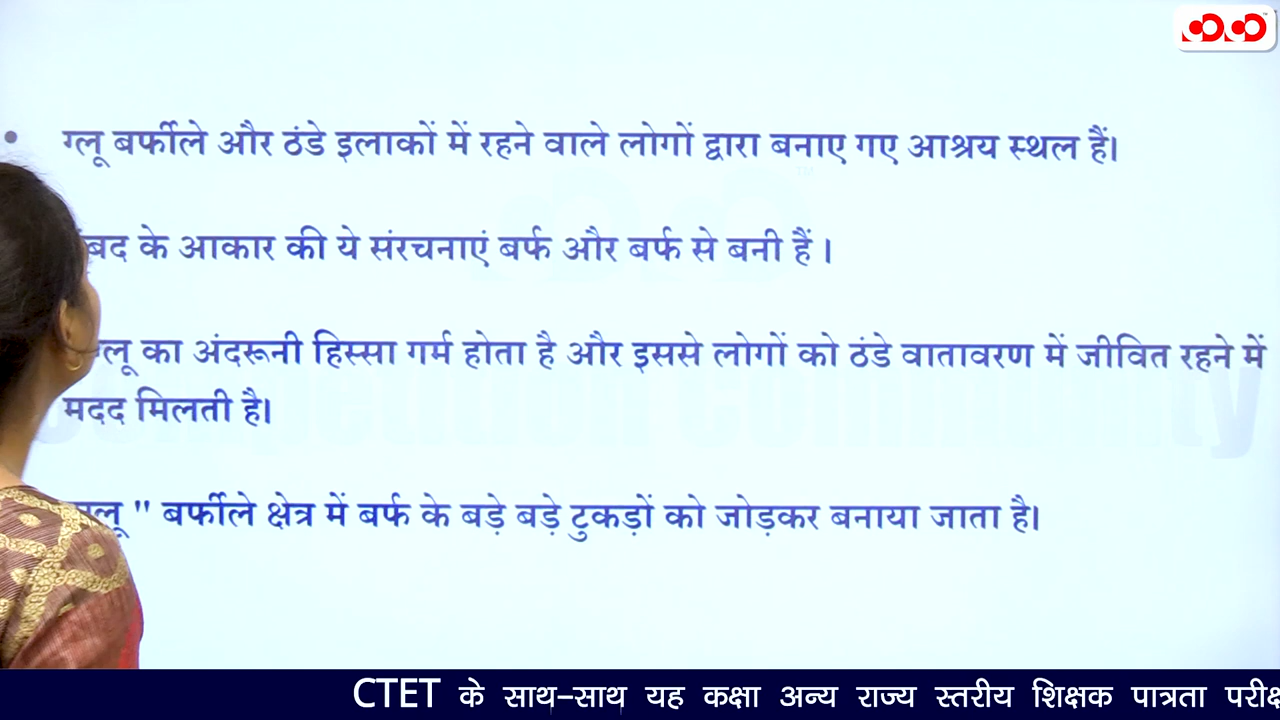 • ग्लू बर्फीले और ठंडे इलाकों में रहने वाले लोगों द्वारा बनाए गए आश्रय स्थल हैं।
के आकार की ये संरचनाएं बर्फ और बर्फ से बनी हैं ।
का अंदरूनी हिस्सा गर्म होता है और इससे लोगों को ठंडे वातावरण में जीवित रहने में
मदद मिलती है।
" बर्फीले क्षेत्र में बर्फ के बड़े बड़े टुकड़ों को जोड़कर बनाया जाता है।
CTET के साथ-साथ यह कक्षा अन्य राज्य स्तरीय शिक्षक पात्रता